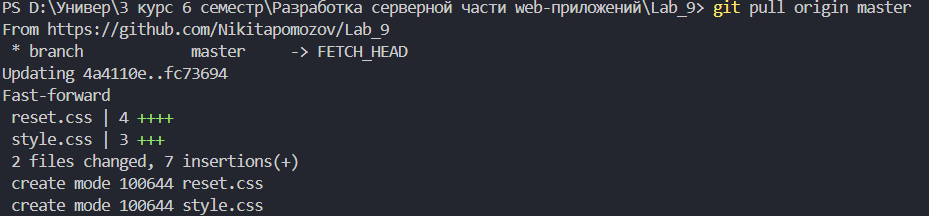 PS D:\Универ\3 курс 6 семестр\Разработка серверной части web-приложений\Lab_9> git pull origin master
From https://github.com/Nikitapomozov/Lab_9
 * branch            master     -> FETCH_HEAD
Updating 4a4110e..fc73694
Fast-forward
 reset.css | 4 ++++
 style.css | 3 +++
 2 files changed, 7 insertions(+)
 create mode 100644 reset.css
 create mode 100644 style.css